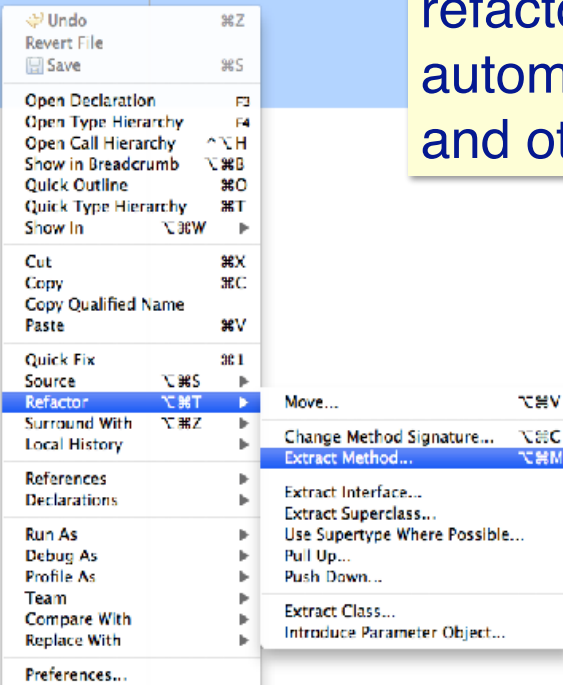 refacto
autom
and ot
Undo ⌘Z
Revert File
Save ⌘S
Open Declaration F3
Open Type Hierarchy F4
Open Call Hierarchy ^⌥H
Show in Breadcrumb ⌥⌘B
Quick Outline ⌘O
Quick Type Hierarchy ⌘T
Show In ⌥⌘W
Cut ⌘X
Copy ⌘C
Copy Qualified Name
Paste ⌘V
Quick Fix ⌘1
Source ⌥⌘S
Refactor ⌥⌘T
Surround With ⌥⌘Z
Local History
References
Declarations
Run As
Debug As
Profile As
Team
Compare With
Replace With
Preferences...
Move... ⌥⌘V
Change Method Signature... ⌥⌘C
Extract Method... ⌥⌘M
Extract Interface...
Extract Superclass...
Use Supertype Where Possible...
Pull Up...
Push Down...
Extract Class...
Introduce Parameter Object...